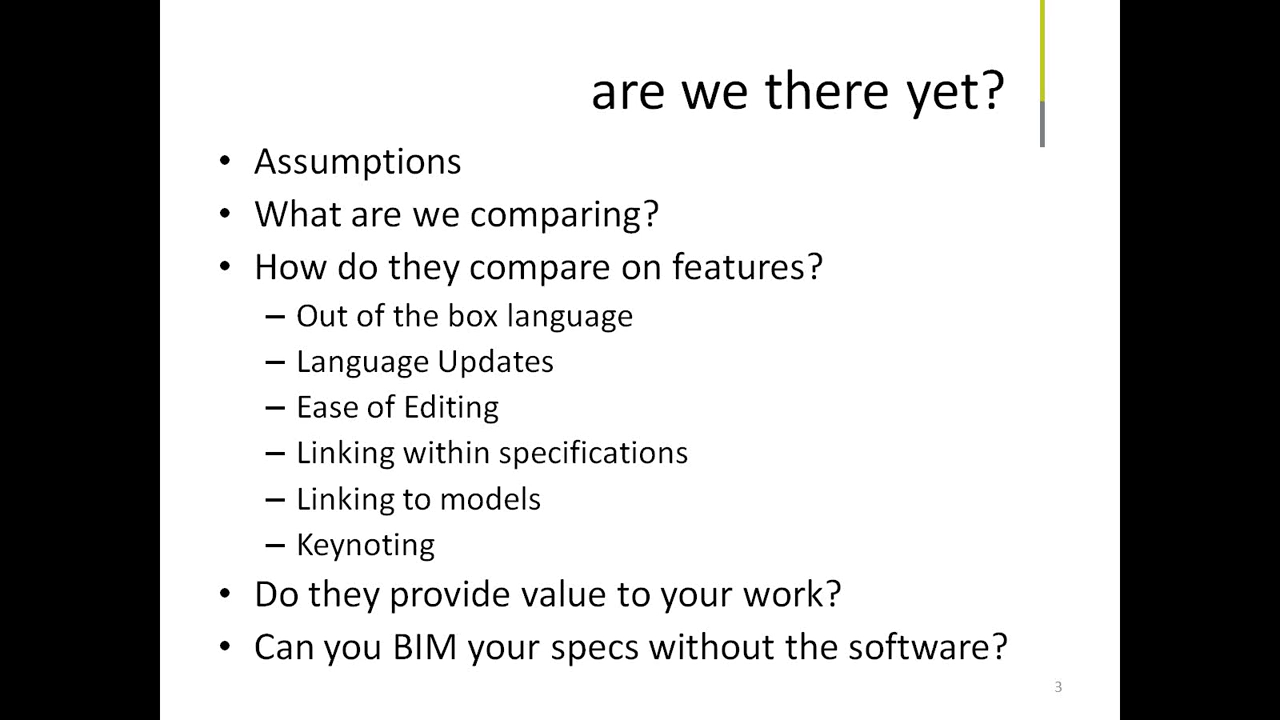 are we there yet?
• Assumptions
• What are we comparing?
• How do they compare on features?
– Out of the box language
– Language Updates
– Ease of Editing
– Linking within specifications
– Linking to models
– Keynoting
• Do they provide value to your work?
• Can you BIM your specs without the software?
3